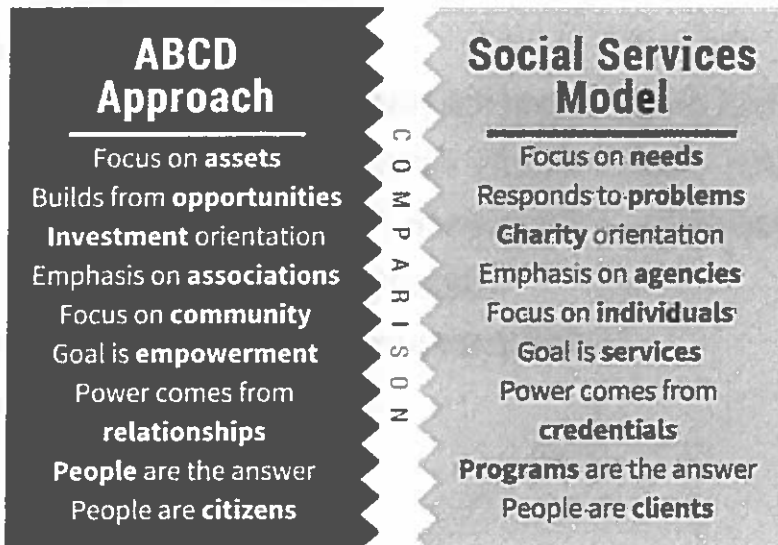 ABCD
Approach
Focus on assets
Builds from opportunities
Investment orientation
Emphasis on associations
Focus on community
Goal is empowerment
Power comes from
relationships
People are the answer
People are citizens
COMPARISON
Social Services
Model
Focus on needs
Responds to problems
Charity orientation
Emphasis on agencies
Focus on individuals
Goal is services
Power comes from
credentials
Programs are the answer
People are clients